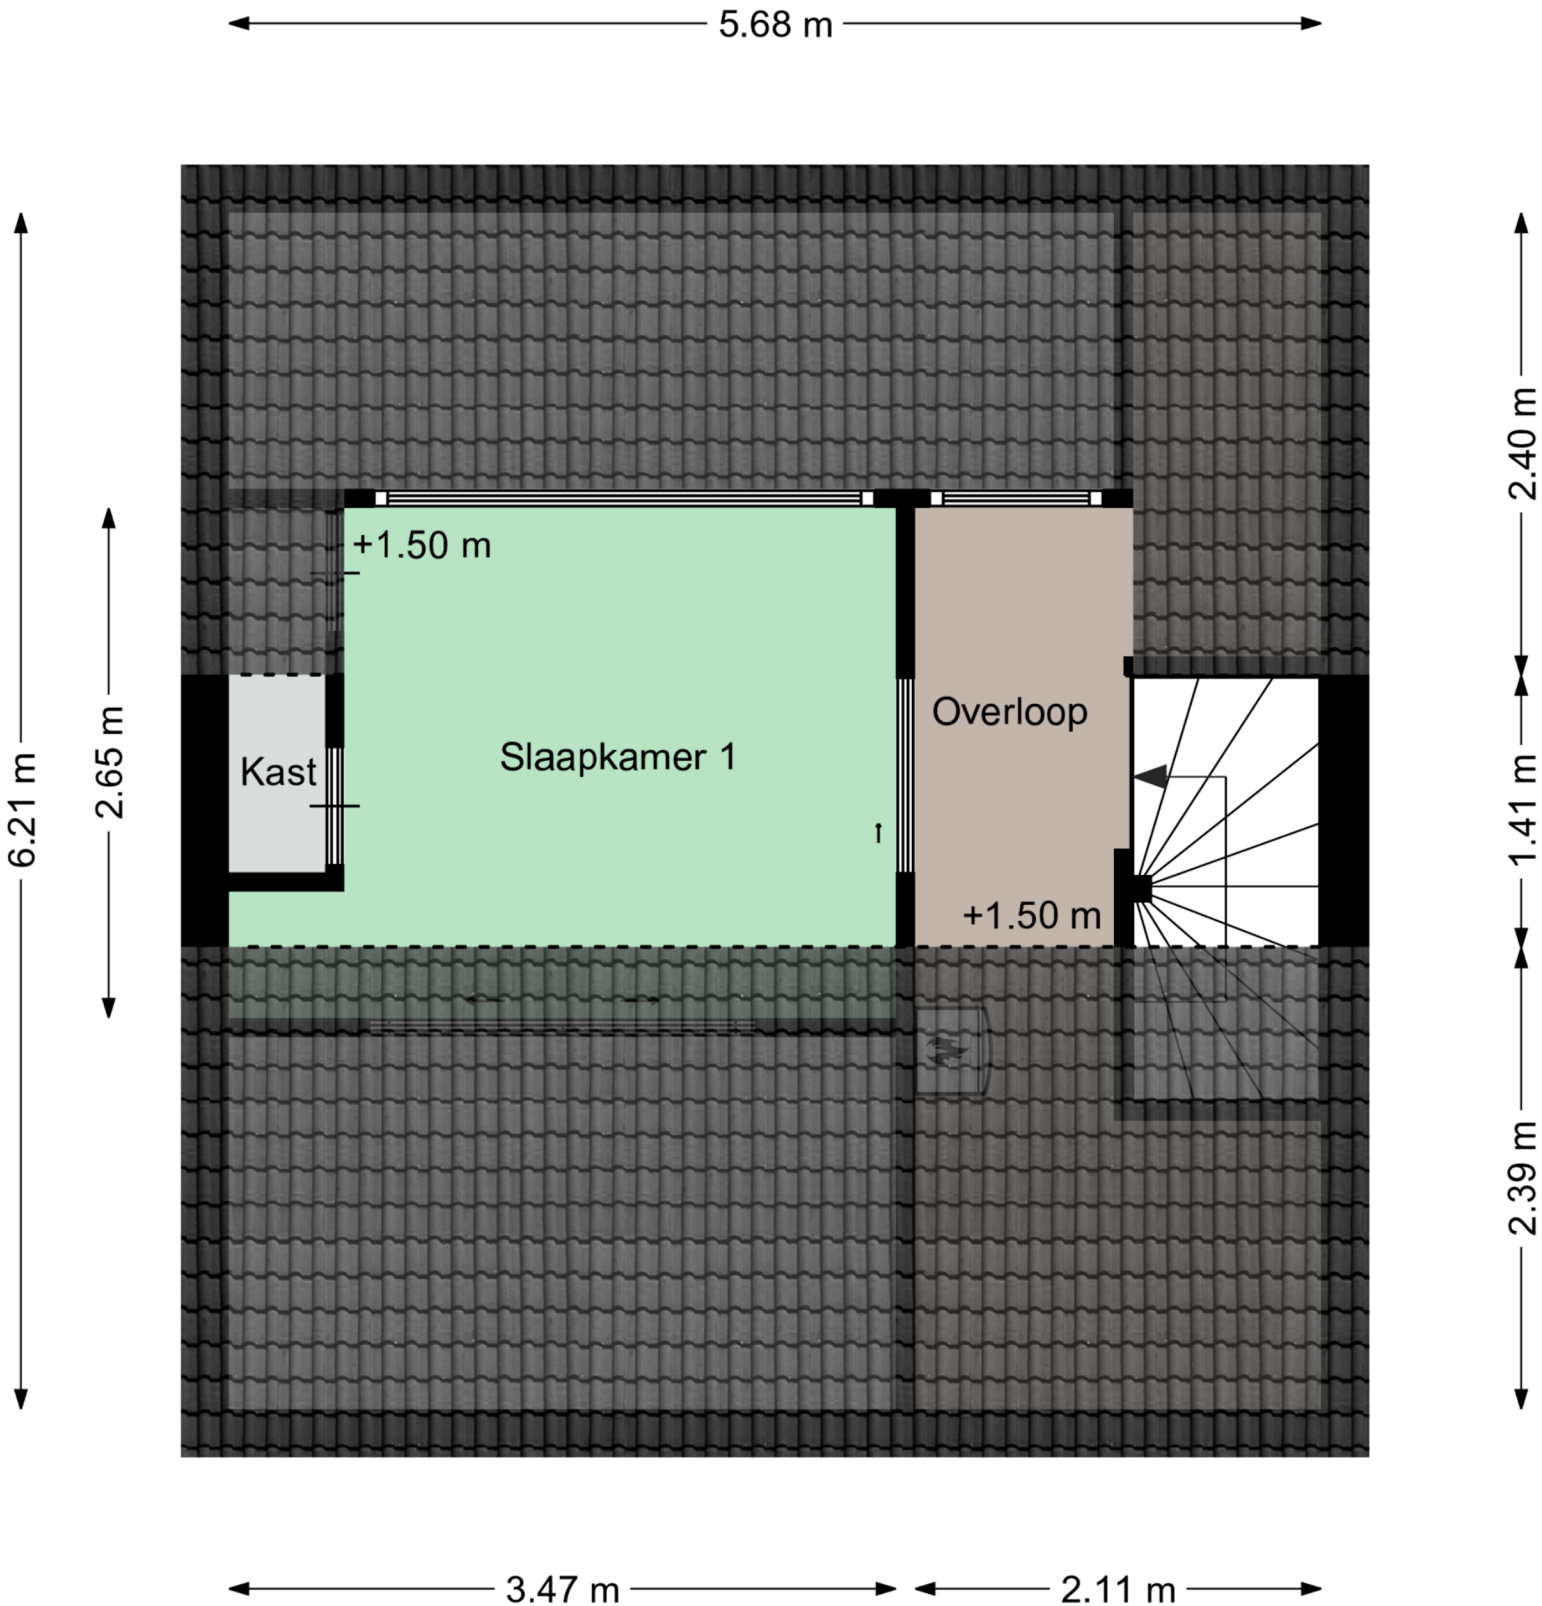 5.68 m
2.40 m
+1.50 m
Overloop
Slaapkamer 1
Kast
2.65 m
6.21 m
1.41 m
+1.50 m
2.39 m
3.47 m
2.11 m